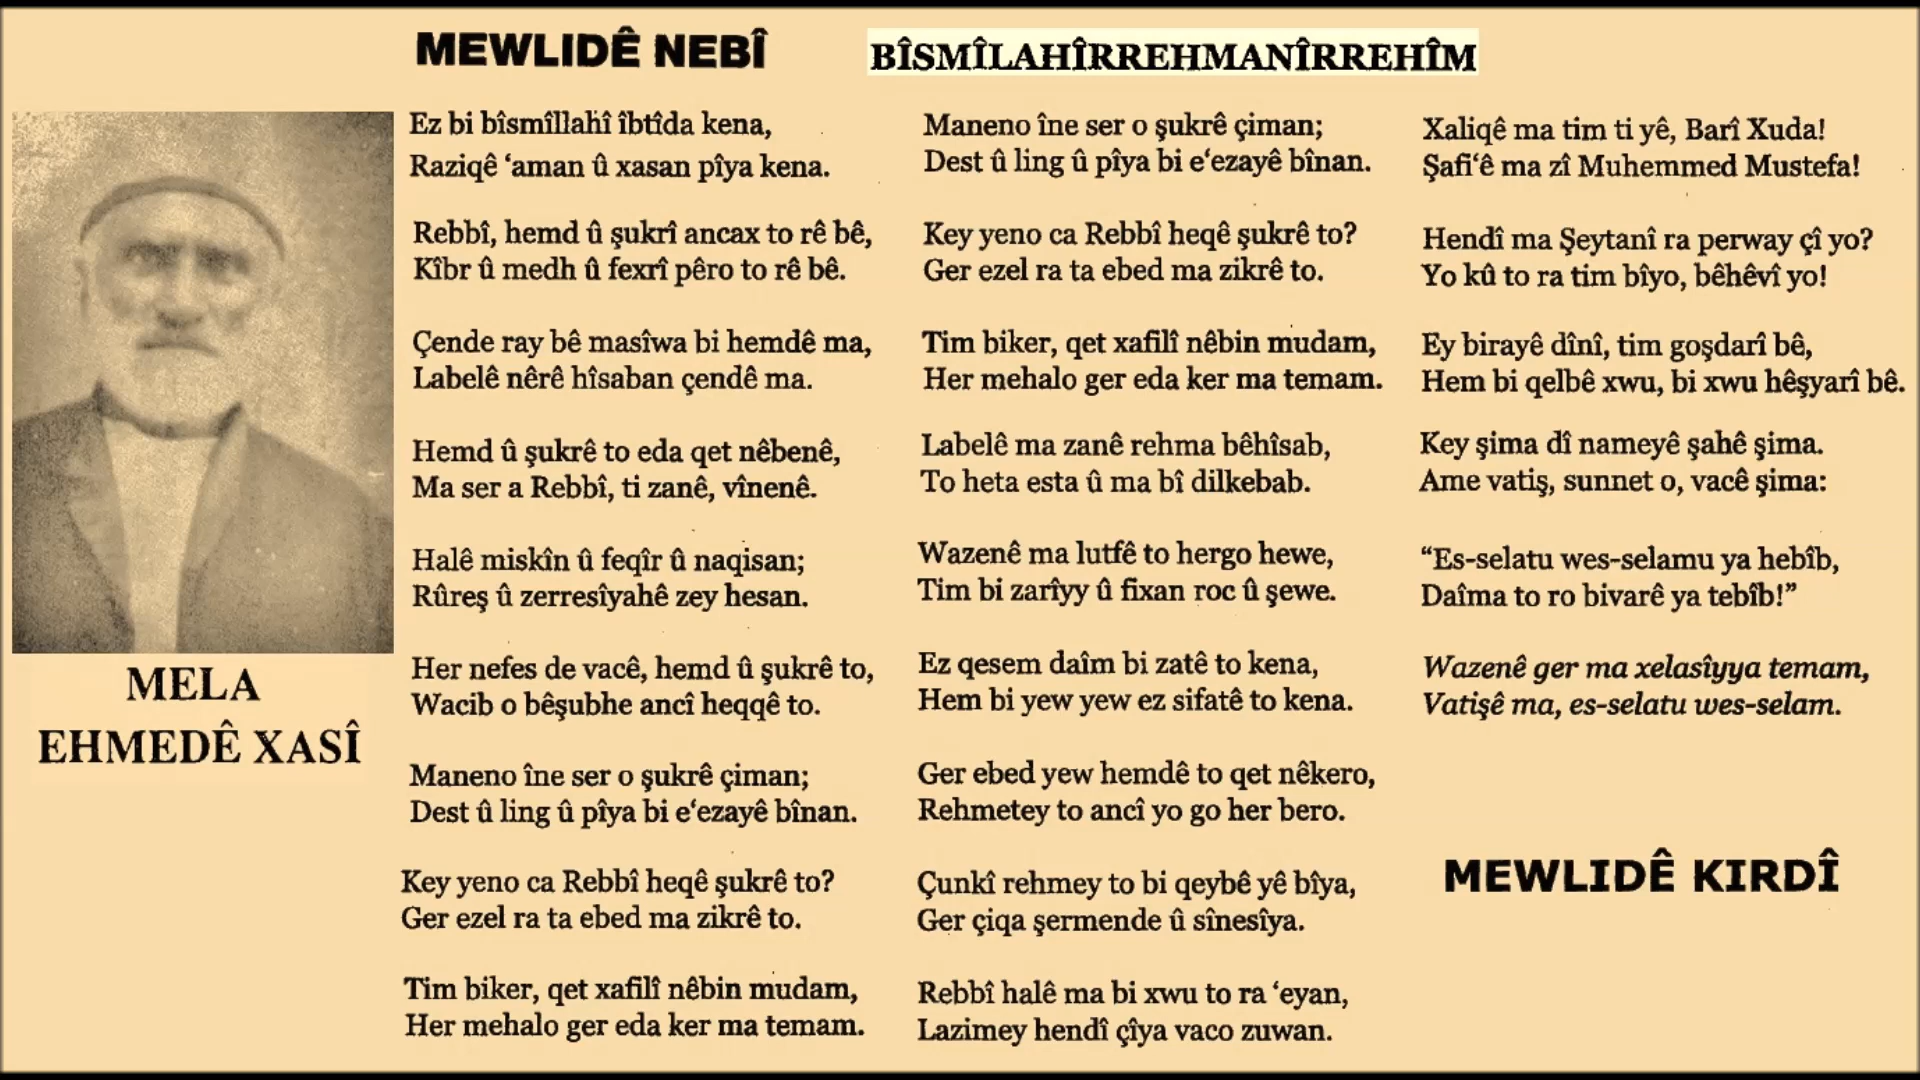 MEWLIDÊ NEBÎ
BÎSMÎLAHÎRREHMANÎRREHÎM
MELA
EHMEDÊ XASÎ
Ez bi bîsmîllahî îbtîda kena,
Raziqê ‘aman û xasan pîya kena.
Rebbî, hemd û şukrî ancax to rê bê,
Kîbr û medh û fexrî pêro to rê bê.
Çende ray bê masîwa bi hemdê ma,
Labelê nêrê hîsaban çendê ma.
Hemd û şukrê to eda qet nêbenê,
Ma ser a Rebbî, ti zanê, vînenê.
Halê miskîn û feqîr û naqisan;
Rûreş û zerresîyahê zey hesan.
Her nefes de vacê, hemd û şukrê to,
Wacib o bêşubhe ancî heqqê to.
Maneno îne ser o şukrê çiman;
Dest û ling û pîya bi e‘ezayê bînan.
Key yeno ca Rebbî heqê şukrê to?
Ger ezel ra ta ebed ma zikrê to.
Tim biker, qet xafilî nêbin mudam,
Her mehalo ger eda ker ma temam.
Maneno îne ser o şukrê çiman;
Dest û ling û pîya bi e‘ezayê bînan.
Key yeno ca Rebbî heqê şukrê to?
Ger ezel ra ta ebed ma zikrê to.
Tim biker, qet xafilî nêbin mudam,
Her mehalo ger eda ker ma temam.
Labelê ma zanê rehma bêhîsab,
To heta esta û ma bî dilkebab.
Wazenê ma lutfê to hergo hewe,
Tim bi zarîyy û fixan roc û şewe.
Ez qesem daîm bi zatê to kena,
Hem bi yew yew ez sifatê to kena.
Ger ebed yew hemdê to qet nêkero,
Rehmetey to ancî yo go her bero.
Çunkî rehmey to bi qeybê yê bîya,
Ger çiqa şermende û sînesîya.
Rebbî halê ma bi xwu to ra ‘eyan,
Lazimey hendî çîya vaco zuwan.
Xaliqê ma tim ti yê, Barî Xuda!
Şafi‘ê ma zî Muhemmed Mustefa!
Hendî ma Şeytanî ra perway çî yo?
Yo kû to ra tim bîyo, bêhêvî yo!
Ey birayê dînî, tim goşdarî bê,
Hem bi qelbê xwu, bi xwu hêşyarî bê.
Key şima dî nameyê şahê şima.
Ame vatiş, sunnet o, vacê şima:
“Es-selatu wes-selamu ya hebîb,
Daîma to ro bivarê ya tebîb!”
Wazenê ger ma xelasîyya temam,
Vatişê ma, es-selatu wes-selam.
MEWLIDÊ KIRDÎ